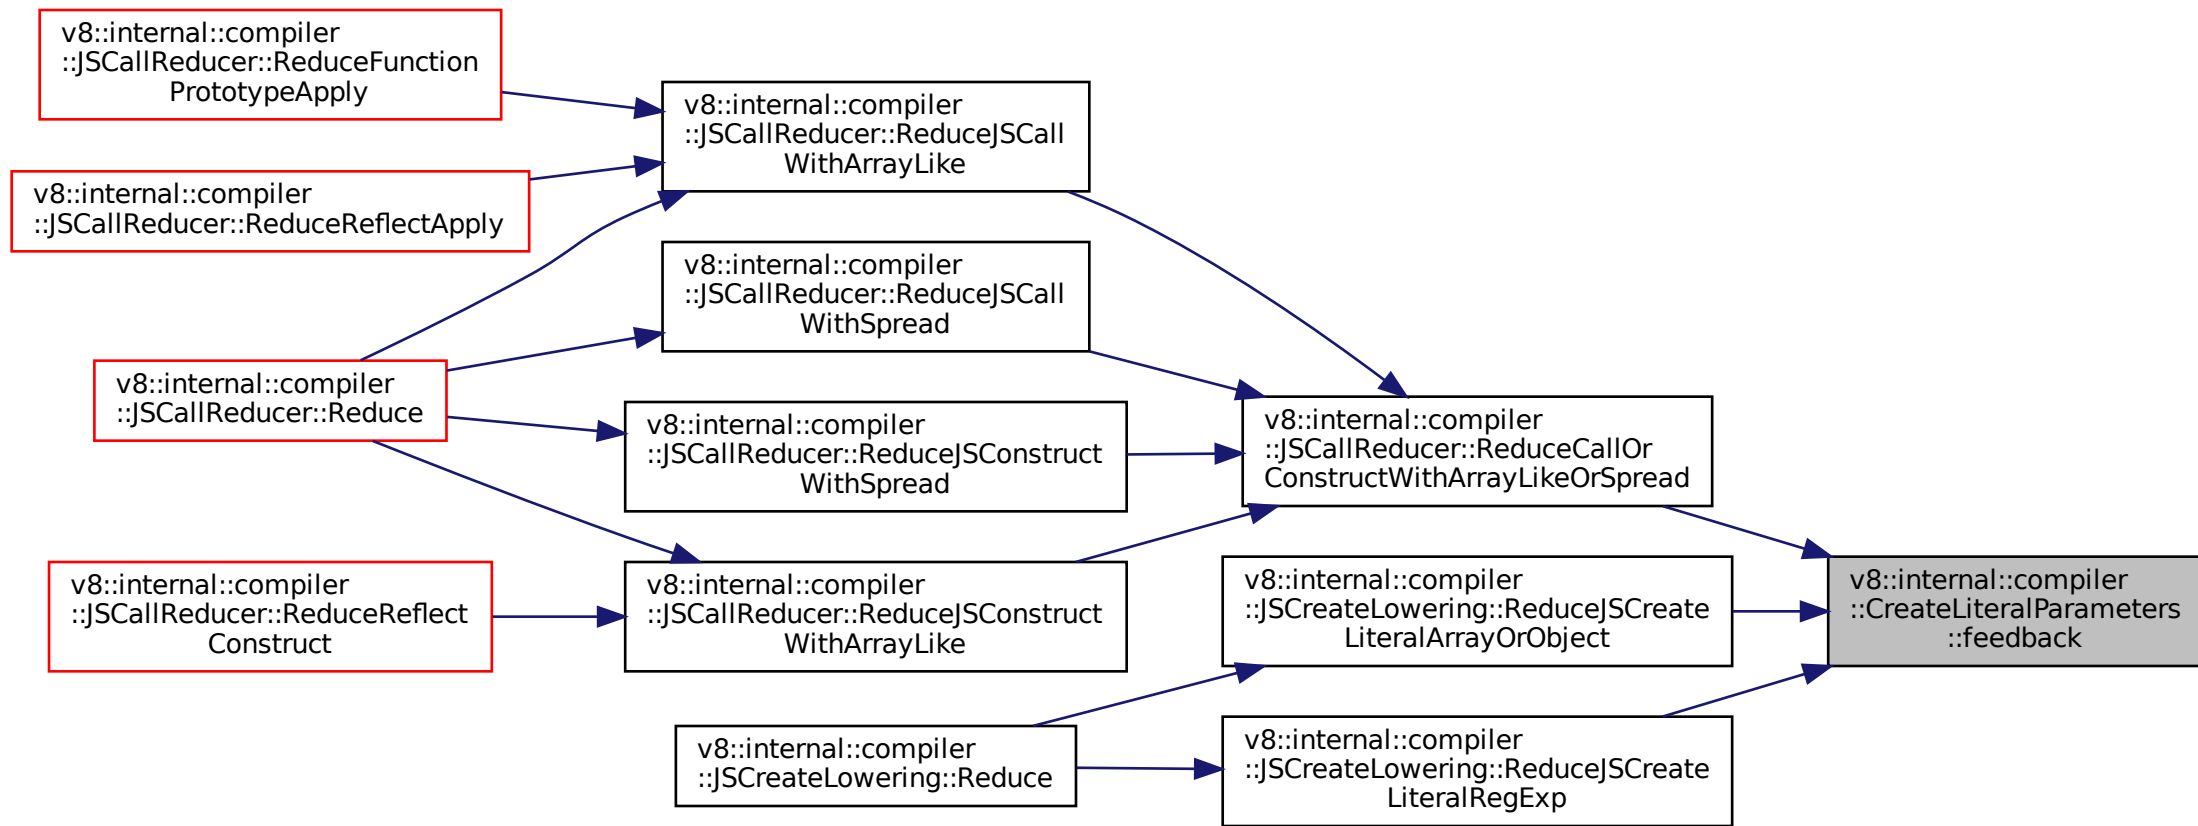 v8::internal::compiler
::JSCallReducer::ReduceFunction
PrototypeApply
v8::internal::compiler
::JSCallReducer::ReduceReflectApply
v8::internal::compiler
::JSCallReducer::Reduce
v8::internal::compiler
::JSCallReducer::ReduceReflect
Construct
v8::internal::compiler
::JSCallReducer::ReduceJSCall
WithArrayLike
v8::internal::compiler
::JSCallReducer::ReduceJSCall
WithSpread
v8::internal::compiler
::JSCallReducer::ReduceJSConstruct
WithSpread
v8::internal::compiler
::JSCallReducer::ReduceJSConstruct
WithArrayLike
v8::internal::compiler
::JSCreateLowering::Reduce
v8::internal::compiler
::JSCallReducer::ReduceCallOr
ConstructWithArrayLikeOrSpread
v8::internal::compiler
::JSCreateLowering::ReduceJSCreate
LiteralArrayOrObject
v8::internal::compiler
::JSCreateLowering::ReduceJSCreate
LiteralRegExp
v8::internal::compiler
::CreateLiteralParameters
::feedback